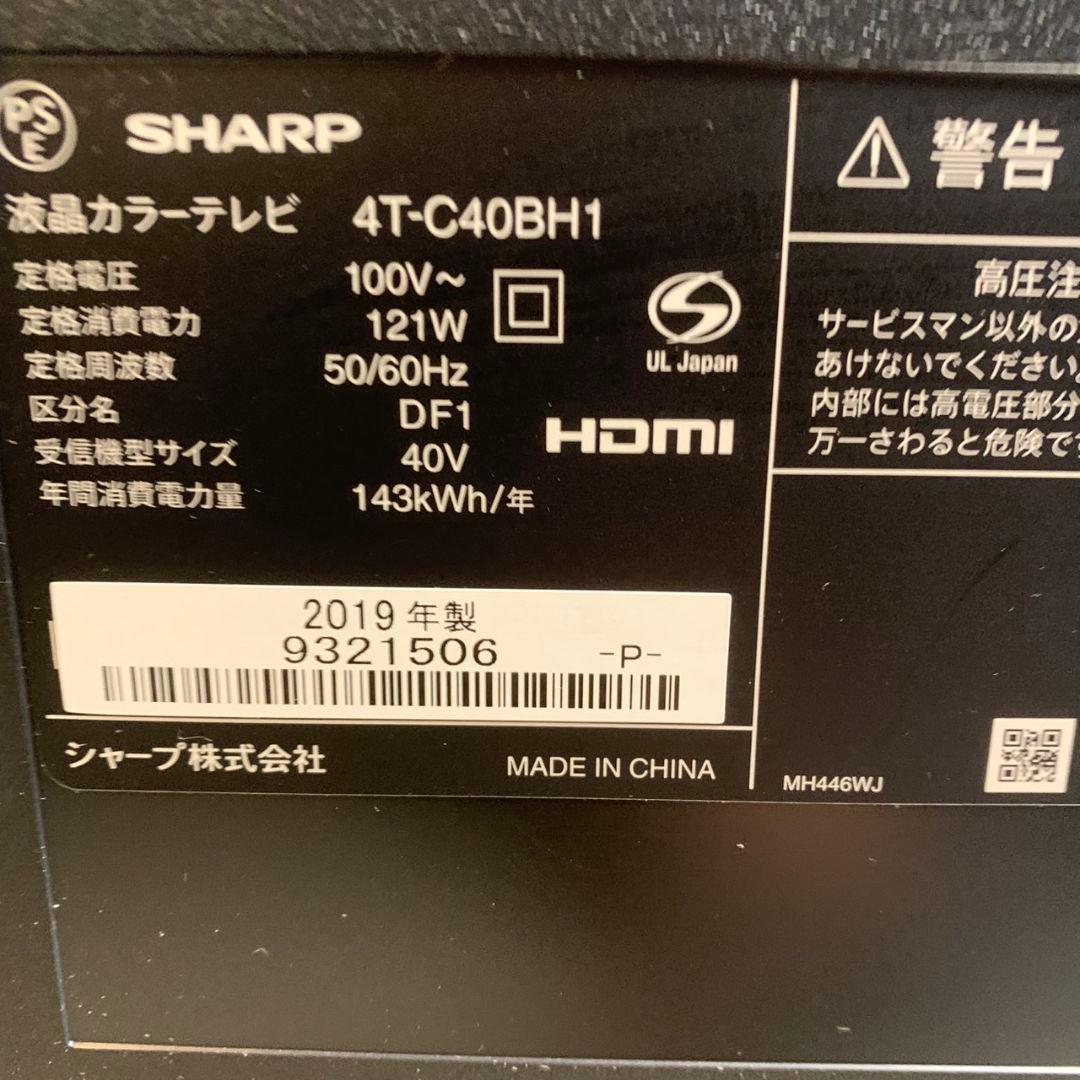 PSE
SHARP
液晶カラーテレビ 4T-C40BH1
定格電圧 100V～
定格消費電力 121W
定格周波数 50/60Hz
区分名 DF1
受信機型サイズ 40V
年間消費電力量 143kWh/年
UL Japan
HDMI
2019年製
9321506 -P-
シャープ株式会社 MADE IN CHINA
警告
高圧注
サービスマン以外の
あけないでください。
内部には高電圧部分
万一さわると危険で
MH446WJ